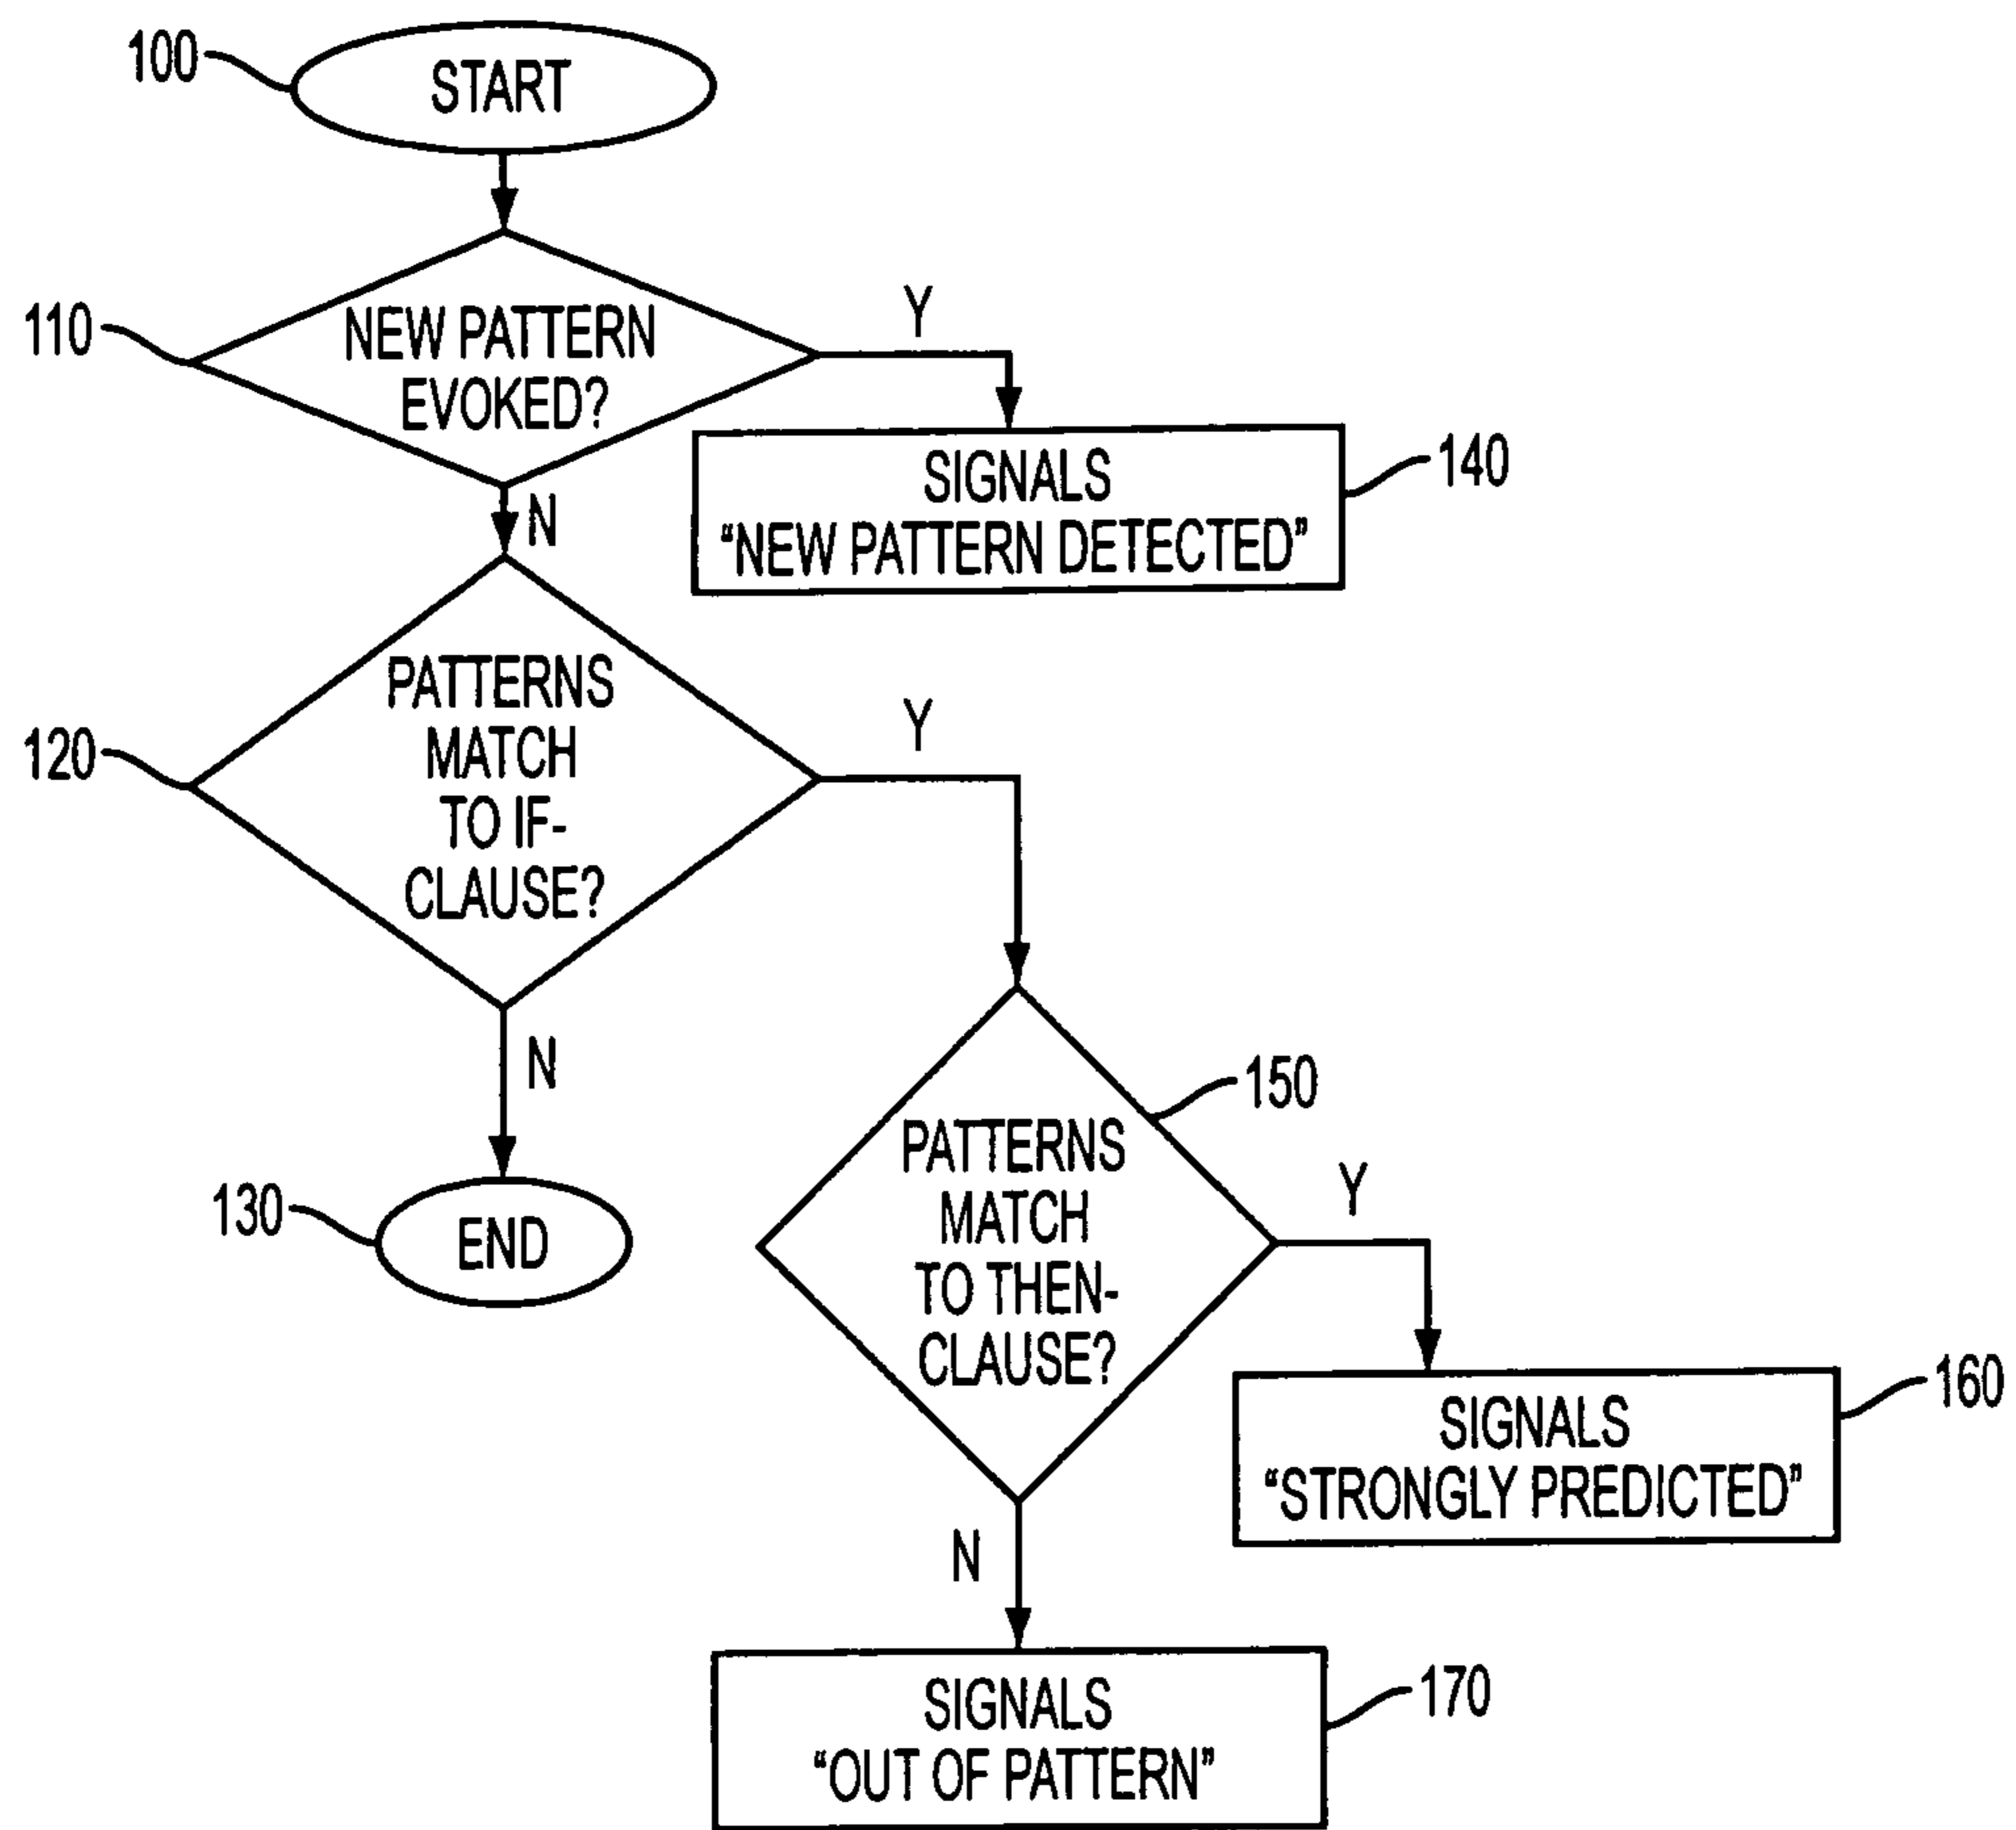 100
START
110
NEW PATTERN
EVOKED?
Y
N
SIGNALS
“NEW PATTERN DETECTED”
140
120
PATTERNS
MATCH
TO IF-
CLAUSE?
Y
N
130
END
150
PATTERNS
MATCH
TO THEN-
CLAUSE?
Y
N
160
SIGNALS
“STRONGLY PREDICTED”
170
SIGNALS
“OUT OF PATTERN”